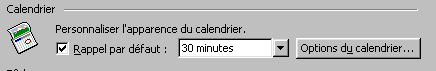 Calendrier
Personnaliser l'apparence du calendrier.
Rappel par défaut : 30 minutes Options du calendrier...